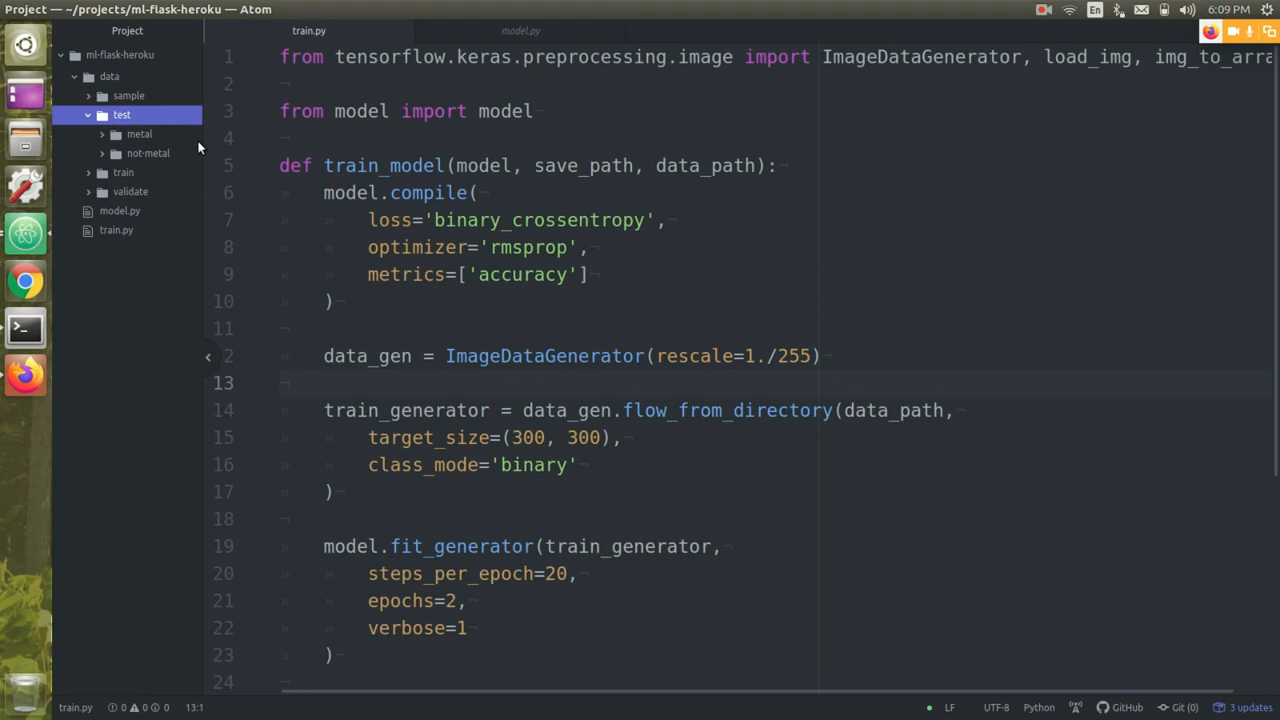 Project — ~/projects/ml-flask-heroku — Atom
En
6:09 PM
Project
train.py
model.py
ml-flask-heroku
data
sample
test
metal
not-metal
train
validate
model.py
train.py
1 from tensorflow.keras.preprocessing.image import ImageDataGenerator, load_img, img_to_arra
2
3 from model import model
4
5 def train_model(model, save_path, data_path):
6 model.compile(
7 loss='binary_crossentropy',
8 optimizer='rmsprop',
9 metrics=['accuracy']
10 )
11
2 data_gen = ImageDataGenerator(rescale=1./255)
13
14 train_generator = data_gen.flow_from_directory(data_path,
15 target_size=(300, 300),
16 class_mode='binary'
17 )
18
19 model.fit_generator(train_generator,
20 steps_per_epoch=20,
21 epochs=2,
22 verbose=1
23 )
24
train.py 0 0 0 13:1 LF UTF-8 Python GitHub Git (0) 3 updates